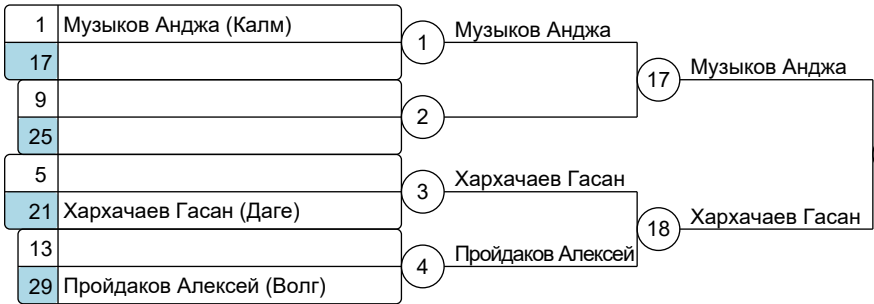 1 Музыков Анджа (Калм)
17
1 Музыков Анджа
9
25
2
17 Музыков Анджа
5
21 Хархачаев Гасан (Даге)
3 Хархачаев Гасан
13
29 Пройдаков Алексей (Волг)
4 Пройдаков Алексей
18 Хархачаев Гасан